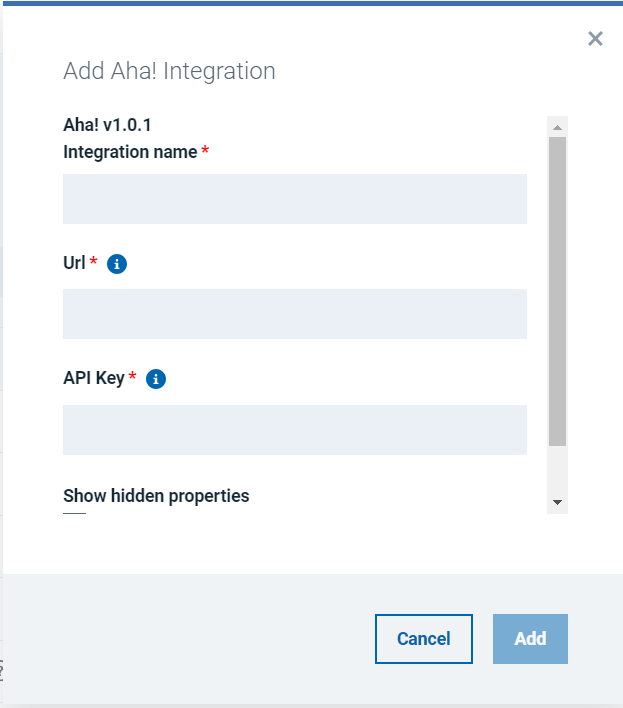 Add Aha! Integration
Aha! v1.0.1
Integration name *
Url *
API Key *
Show hidden properties
Cancel
Add